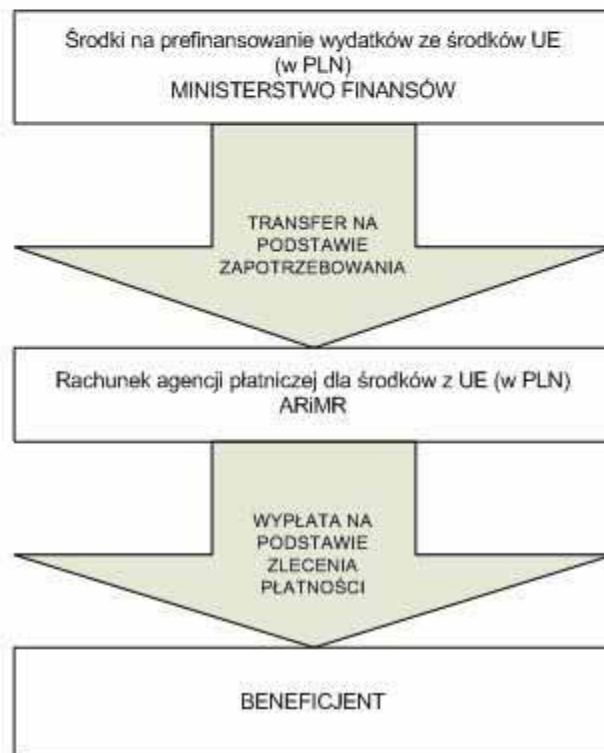 Środki na prefinansowanie wydatków ze środków UE
(w PLN)
MINISTERSTWO FINANSÓW
TRANSFER NA
PODSTAWIE
ZAPOTRZEBOWANIA
Rachunek agencji płatniczej dla środków z UE (w PLN)
ARiMR
WYPŁATA NA
PODSTAWIE
ZLECENIA
PŁATNOŚCI
BENEFICJENT